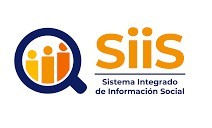 SiiS
Sistema Integrado
de Información Social